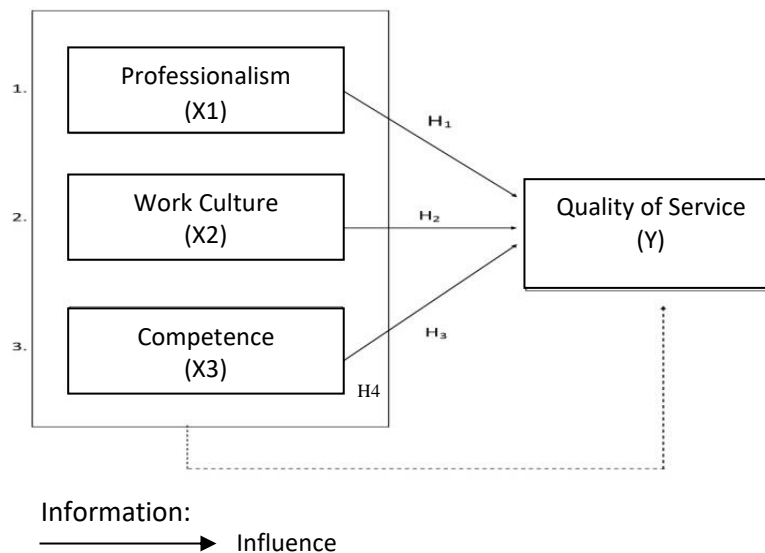 1.
Professionalism
(X1)
H₁
2.
Work Culture
(X2)
H₂
Quality of Service
(Y)
3.
Competence
(X3)
H₃
H4
Information:
Influence